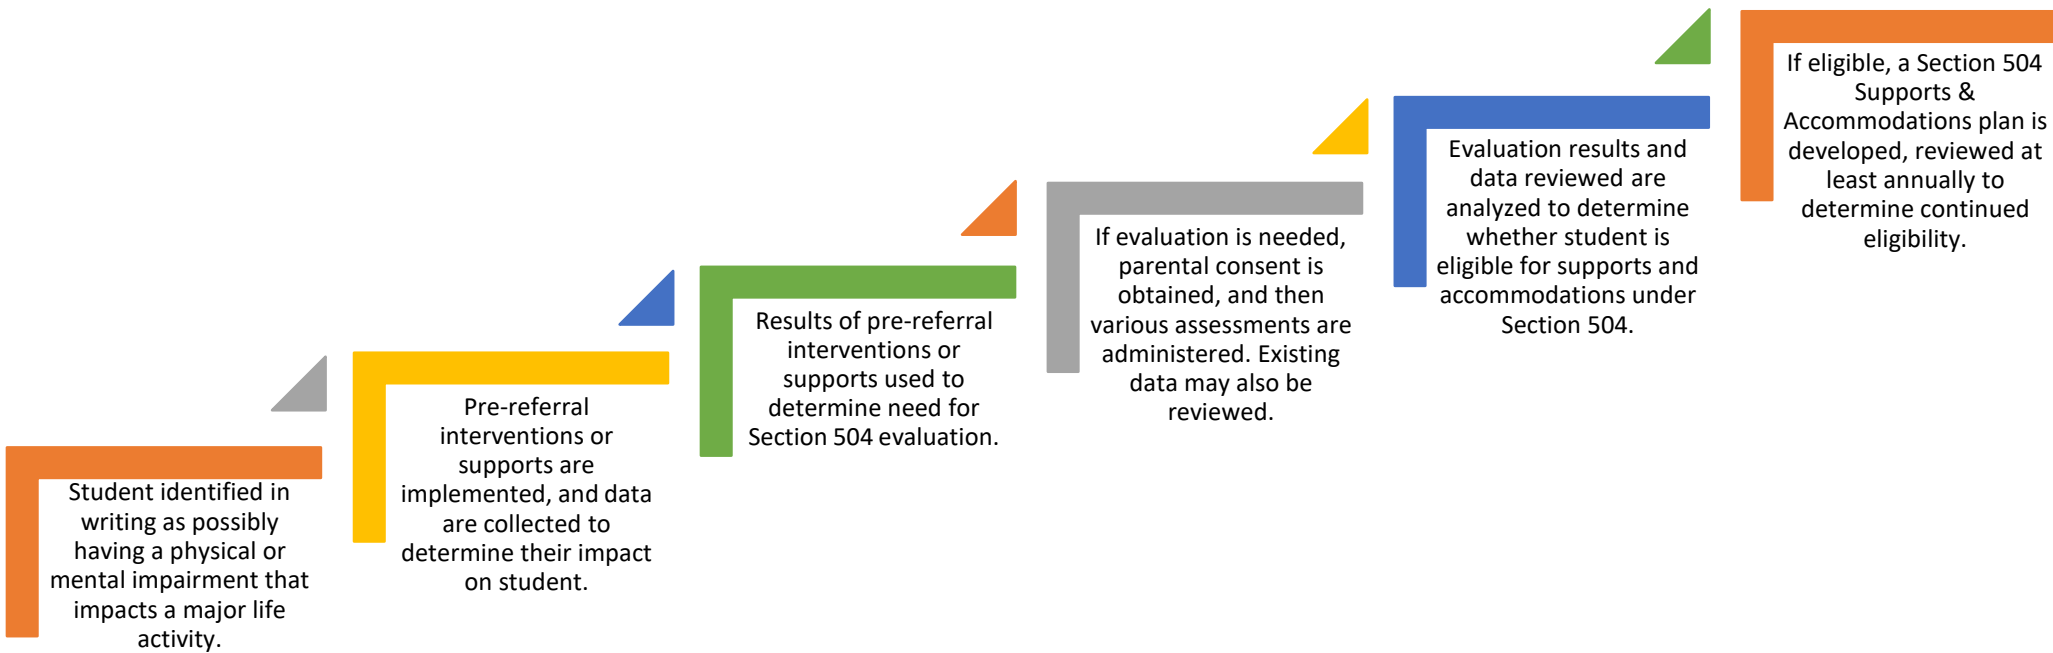 Student identified in
writing as possibly
having a physical or
mental impairment that
impacts a major life
activity.
Pre-referral
interventions or
supports are
implemented, and data
are collected to
determine their impact
on student.
Results of pre-referral
interventions or
supports used to
determine need for
Section 504 evaluation.
If evaluation is needed,
parental consent is
obtained, and then
various assessments are
administered. Existing
data may also be
reviewed.
Evaluation results and
data reviewed are
analyzed to determine
whether student is
eligible for supports and
accommodations under
Section 504.
If eligible, a Section 504
Supports &
Accommodations plan is
developed, reviewed at
least annually to
determine continued
eligibility.